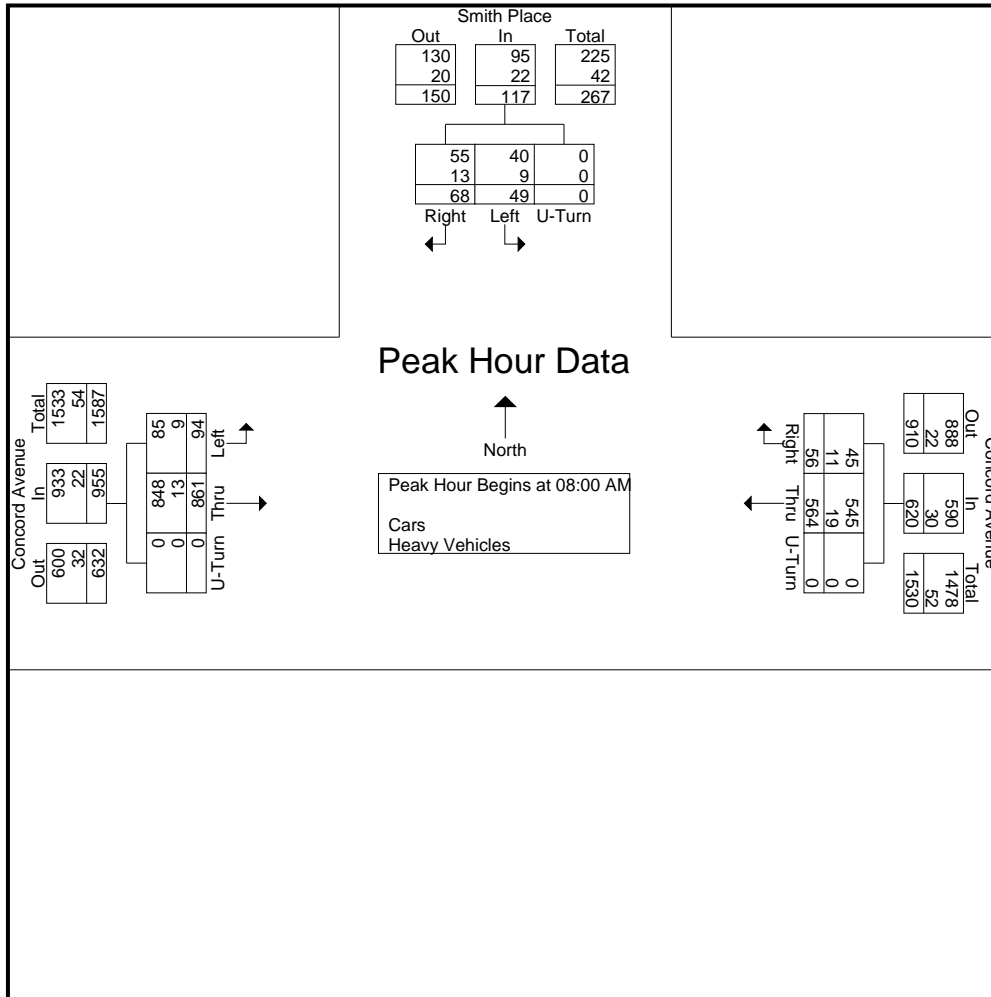 Smith Place
Out In Total
130 95 225
20 22 42
150 117 267
55 40 0
13 9 0
68 49 0
Right Left U-Turn
Peak Hour Data
North
Peak Hour Begins at 08:00 AM
Cars
Heavy Vehicles
Concord Avenue
Out In Total
600 933 1533
32 22 54
632 955 1587
U-Turn Thru Left
0 848 85
0 13 9
0 861 94
Concord Avenue
Out In Total
888 590 1478
22 30 52
910 620 1530
45 545 0
11 19 0
56 564 0
Right Thru U-Turn